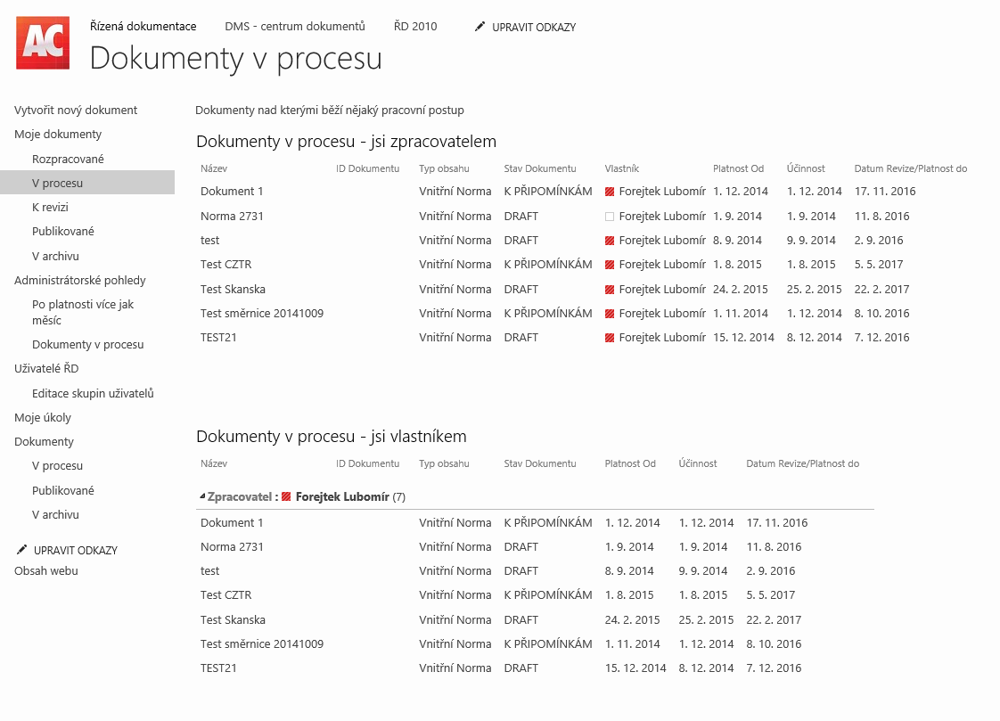 AC
Řízená dokumentace DMS - centrum dokumentů ŘD 2010 UPRAVIT ODKAZY
Dokumenty v procesu
Vytvořit nový dokument
Moje dokumenty
Rozpracované
V procesu
K revizi
Publikované
V archivu
Administrátorské pohledy
Po platnosti více jak
měsíc
Dokumenty v procesu
Uživatelé ŘD
Editace skupin uživatelů
Moje úkoly
Dokumenty
V procesu
Publikované
V archivu
UPRAVIT ODKAZY
Obsah webu
Dokumenty nad kterými běží nějaký pracovní postup
Dokumenty v procesu - jsi zpracovatelem
Název ID Dokumentu Typ obsahu Stav Dokumentu Vlastník Platnost Od Účinnost Datum Revize/Platnost do
Dokument 1 Vnitřní Norma K PŘIPOMÍNKÁM Forejtek Lubomír 1. 12. 2014 1. 12. 2014 17. 11. 2016
Norma 2731 Vnitřní Norma DRAFT Forejtek Lubomír 1. 9. 2014 1. 9. 2014 11. 8. 2016
test Vnitřní Norma DRAFT Forejtek Lubomír 8. 9. 2014 9. 9. 2014 2. 9. 2016
Test CZTR Vnitřní Norma K PŘIPOMÍNKÁM Forejtek Lubomír 1. 8. 2015 1. 8. 2015 5. 5. 2017
Test Skanska Vnitřní Norma DRAFT Forejtek Lubomír 24. 2. 2015 25. 2. 2015 22. 2. 2017
Test směrnice 20141009 Vnitřní Norma K PŘIPOMÍNKÁM Forejtek Lubomír 1. 11. 2014 1. 12. 2014 8. 10. 2016
TEST21 Vnitřní Norma DRAFT Forejtek Lubomír 15. 12. 2014 8. 12. 2014 7. 12. 2016
Dokumenty v procesu - jsi vlastníkem
Název ID Dokumentu Typ obsahu Stav Dokumentu Platnost Od Účinnost Datum Revize/Platnost do
Zpracovatel : Forejtek Lubomír (7)
Dokument 1 Vnitřní Norma K PŘIPOMÍNKÁM 1. 12. 2014 1. 12. 2014 17. 11. 2016
Norma 2731 Vnitřní Norma DRAFT 1. 9. 2014 1. 9. 2014 11. 8. 2016
test Vnitřní Norma DRAFT 8. 9. 2014 9. 9. 2014 2. 9. 2016
Test CZTR Vnitřní Norma K PŘIPOMÍNKÁM 1. 8. 2015 1. 8. 2015 5. 5. 2017
Test Skanska Vnitřní Norma DRAFT 24. 2. 2015 25. 2. 2015 22. 2. 2017
Test směrnice 20141009 Vnitřní Norma K PŘIPOMÍNKÁM 1. 11. 2014 1. 12. 2014 8. 10. 2016
TEST21 Vnitřní Norma DRAFT 15. 12. 2014 8. 12. 2014 7. 12. 2016